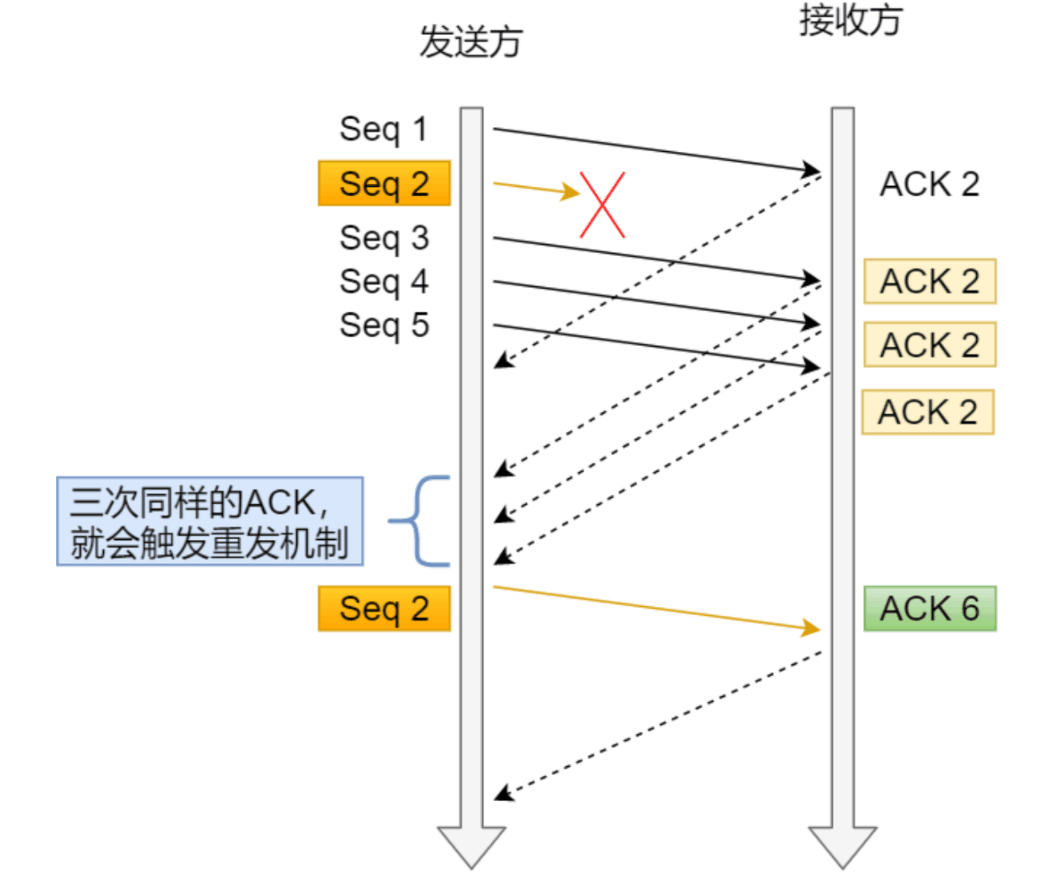 发送方
接收方
Seq 1
Seq 2
ACK 2
Seq 3
Seq 4
ACK 2
Seq 5
ACK 2
ACK 2
三次同样的ACK，
就会触发重发机制
Seq 2
ACK 6